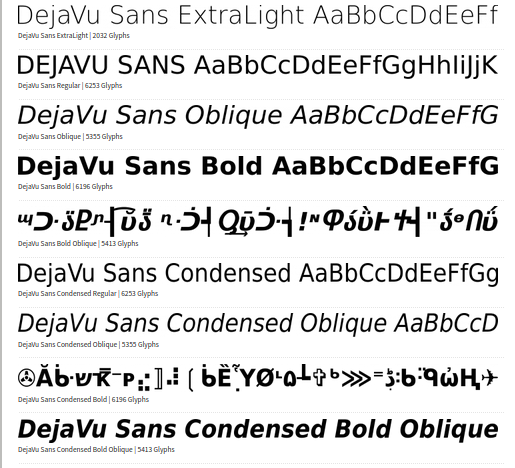 DejaVu Sans ExtraLight AaBbCcDdEeFf
DejaVu Sans ExtraLight | 2032 Glyphs
DEJAVU SANS AaBbCcDdEeFfGgHhIiJjK
DejaVu Sans Regular | 6253 Glyphs
DejaVu Sans Oblique AaBbCcDdEeFfG
DejaVu Sans Oblique | 5355 Glyphs
DejaVu Sans Bold AaBbCcDdEeFfG
DejaVu Sans Bold | 6196 Glyphs
DejaVu Sans Bold Oblique | 5413 Glyphs
DejaVu Sans Condensed AaBbCcDdEeFfGg
DejaVu Sans Condensed Regular | 6253 Glyphs
DejaVu Sans Condensed Oblique AaBbCcD
DejaVu Sans Condensed Oblique | 5355 Glyphs
DejaVu Sans Condensed Bold | 6196 Glyphs
DejaVu Sans Condensed Bold Oblique
DejaVu Sans Condensed Bold Oblique | 5413 Glyphs